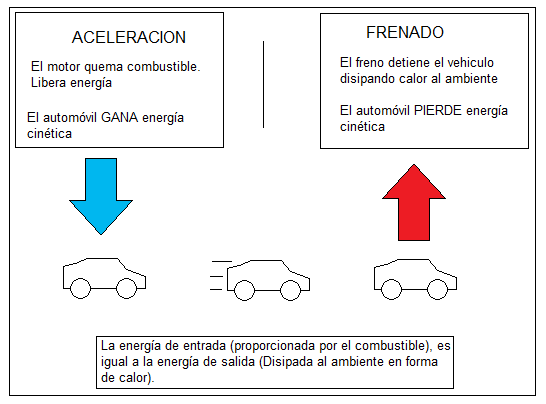 ACELERACION
El motor quema combustible.
Libera energía
El automóvil GANA energía
cinética
FRENADO
El freno detiene el vehiculo
disipando calor al ambiente
El automóvil PIERDE energía
cinética
La energía de entrada (proporcionada por el combustible), es
igual a la energía de salida (Disipada al ambiente en forma
de calor).